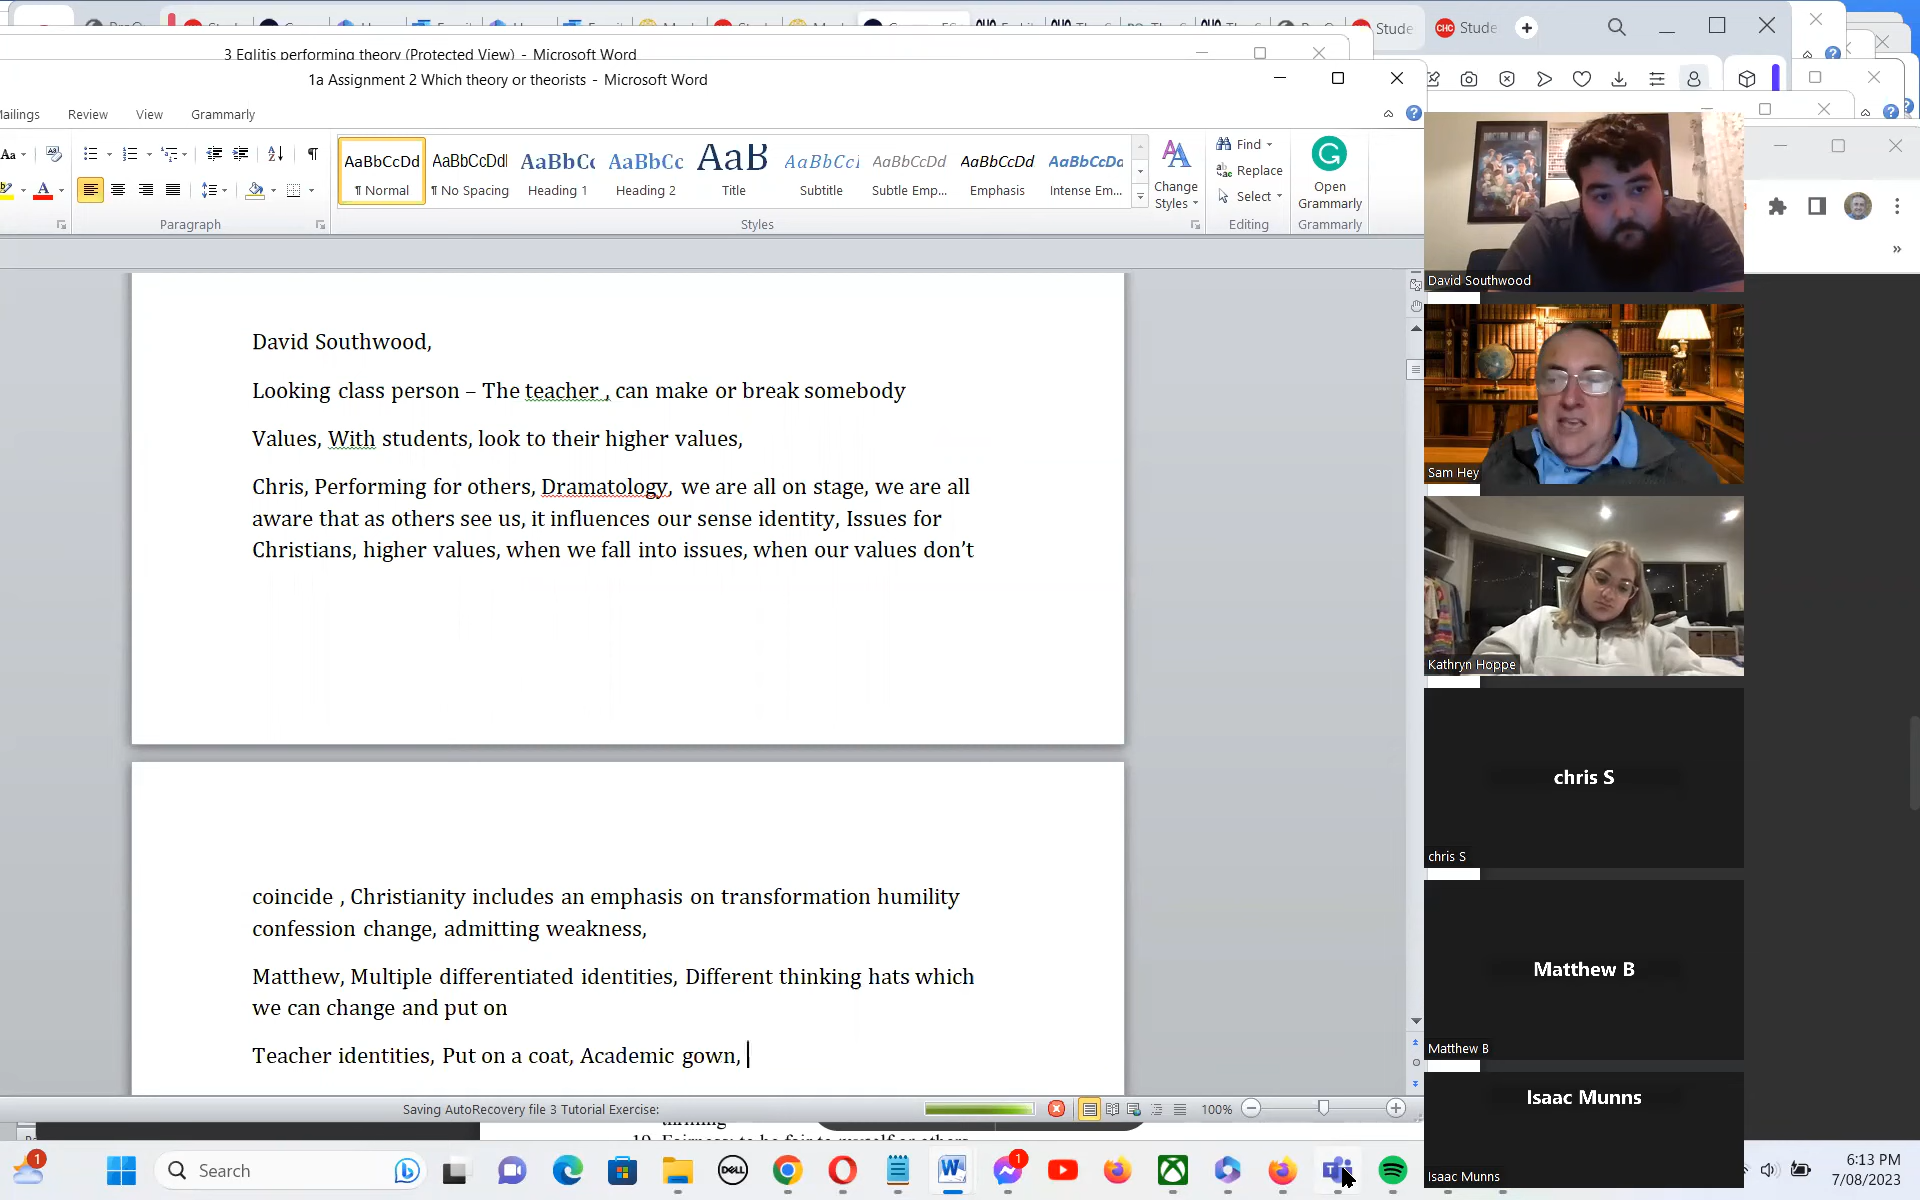 Stude
Stude
3 Eglitis performing theory (Protected View) - Microsoft Word
1a Assignment 2 Which theory or theorists - Microsoft Word
Mailings Review View Grammarly
Aa
AaBbCcDd AaBbCcDdI AaBbCc AaBbCc AaB AaBbCcI AaBbCcDd AaBbCcDd AaBbCcDc
¶ Normal ¶ No Spacing Heading 1 Heading 2 Title Subtitle Subtle Emp... Emphasis Intense Em...
Change Styles
Find
Replace
Select
Open Grammarly
Paragraph Styles Editing Grammarly
David Southwood,
Looking class person – The teacher , can make or break somebody
Values, With students, look to their higher values,
Chris, Performing for others, Dramatology, we are all on stage, we are all
aware that as others see us, it influences our sense identity, Issues for
Christians, higher values, when we fall into issues, when our values don't
coincide , Christianity includes an emphasis on transformation humility
confession change, admitting weakness,
Matthew, Multiple differentiated identities, Different thinking hats which
we can change and put on
Teacher identities, Put on a coat, Academic gown,
David Southwood
Sam Hey
Kathryn Hoppe
chris S
chris S
Matthew B
Matthew B
Isaac Munns
Isaac Munns
Saving AutoRecovery file 3 Tutorial Exercise: 100%
Search
6:13 PM
7/08/2023